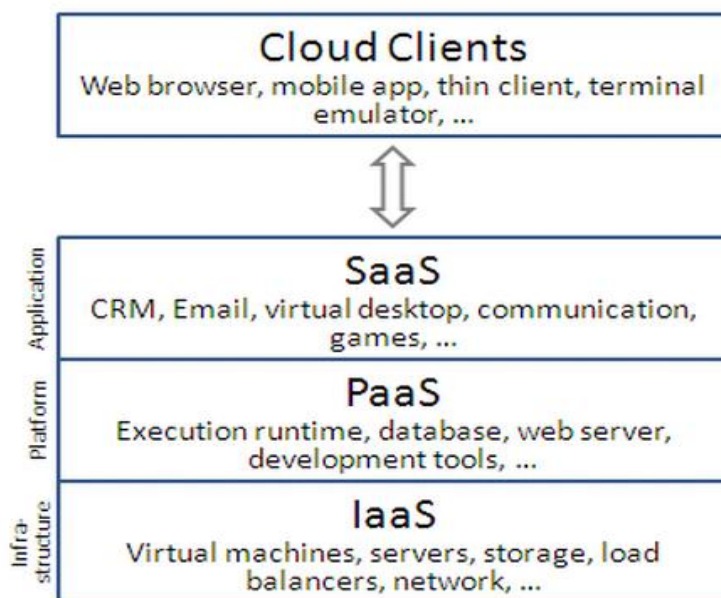 Cloud Clients
Web browser, mobile app, thin client, terminal
emulator, ...
Application
SaaS
CRM, Email, virtual desktop, communication,
games, ...
Platform
PaaS
Execution runtime, database, web server,
development tools, ...
Infra-
structure
IaaS
Virtual machines, servers, storage, load
balancers, network, ...